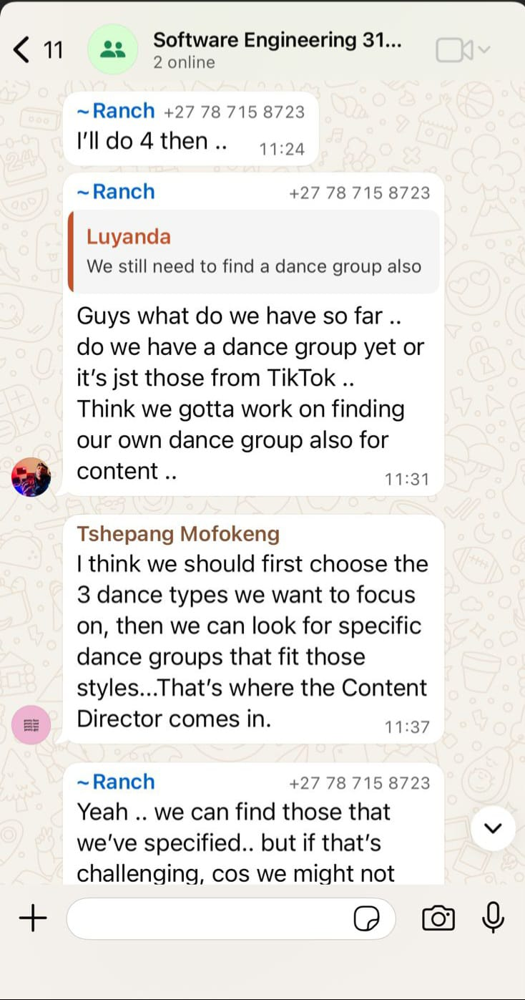 11
Software Engineering 31...
2 online
~Ranch +27 78 715 8723
I'll do 4 then ..
11:24
~Ranch +27 78 715 8723
Luyanda
We still need to find a dance group also
Guys what do we have so far ..
do we have a dance group yet or
it's jst those from TikTok ..
Think we gotta work on finding
our own dance group also for
content ..
11:31
Tshepang Mofokeng
I think we should first choose the
3 dance types we want to focus
on, then we can look for specific
dance groups that fit those
styles...That's where the Content
Director comes in.
11:37
~Ranch +27 78 715 8723
Yeah .. we can find those that
we've specified.. but if that's
challenging, cos we might not